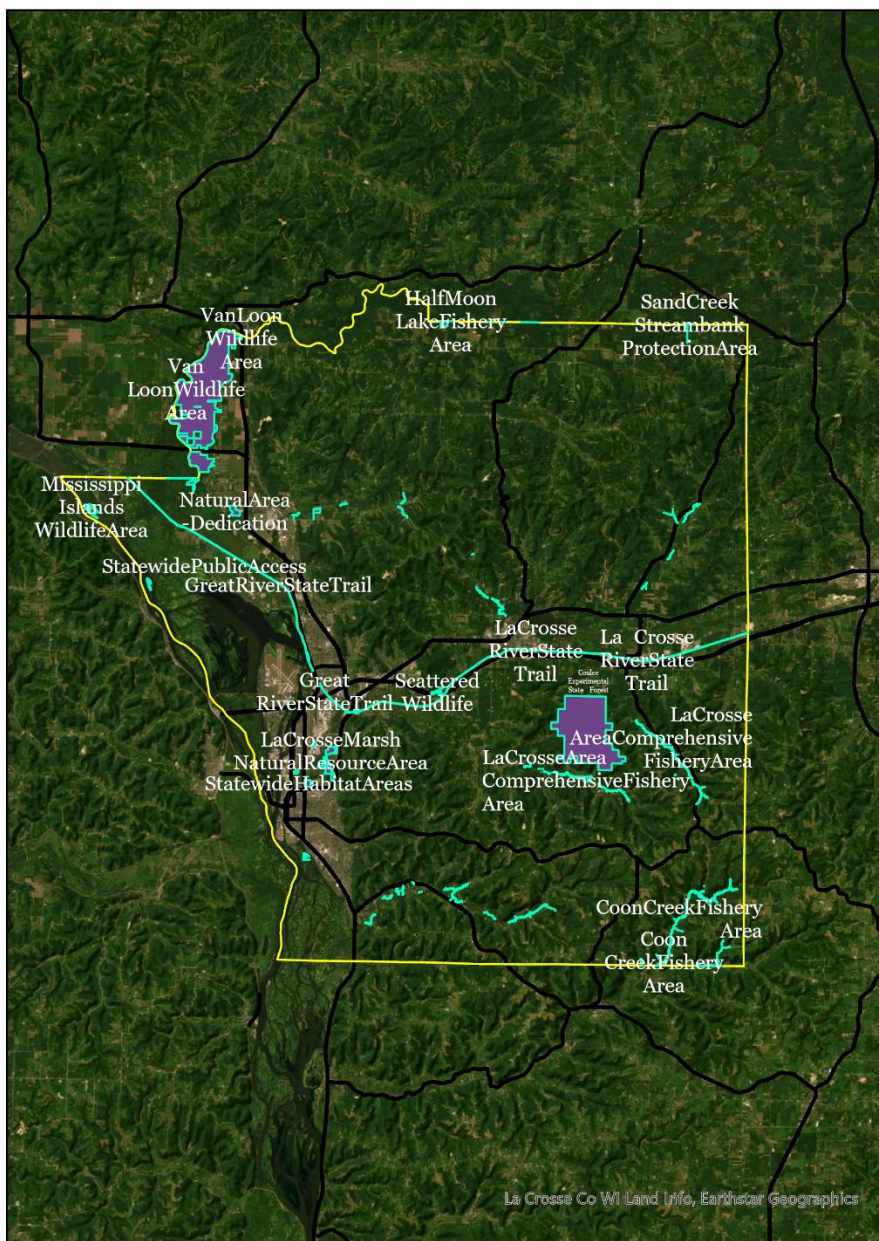 HalfMoon
LakeFishery
Area
SandCreek
Streambank
ProtectionArea
VanLoon
Wildlife
Area
Van
LoonWildlife
Area
Mississippi
Islands
WildlifeArea
NaturalArea
-Dedication
StatewidePublicAccess
GreatRiverStateTrail
LaCrosse
RiverState
Trail
La Crosse
RiverState
Trail
Great
RiverStateTrail
Scattered
Wildlife
Coulee
Experimental
State Forest
LaCrosse
AreaComprehensive
FisheryArea
LaCrosseMarsh
NaturalResourceArea
StatewideHabitatAreas
LaCrosseArea
ComprehensiveFishery
Area
CoonCreekFishery
Area
Coon
CreekFishery
Area
La Crosse Co WI Land Info, Earthstar Geographics